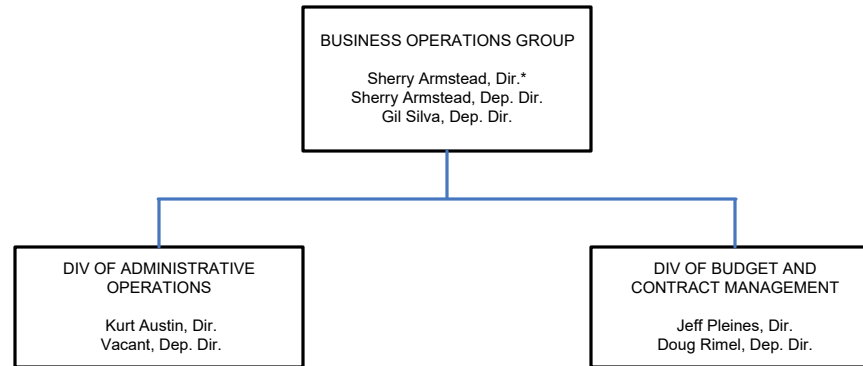 BUSINESS OPERATIONS GROUP
Sherry Armstead, Dir.*
Sherry Armstead, Dep. Dir.
Gil Silva, Dep. Dir.
DIV OF ADMINISTRATIVE
OPERATIONS
Kurt Austin, Dir.
Vacant, Dep. Dir.
DIV OF BUDGET AND
CONTRACT MANAGEMENT
Jeff Pleines, Dir.
Doug Rimel, Dep. Dir.